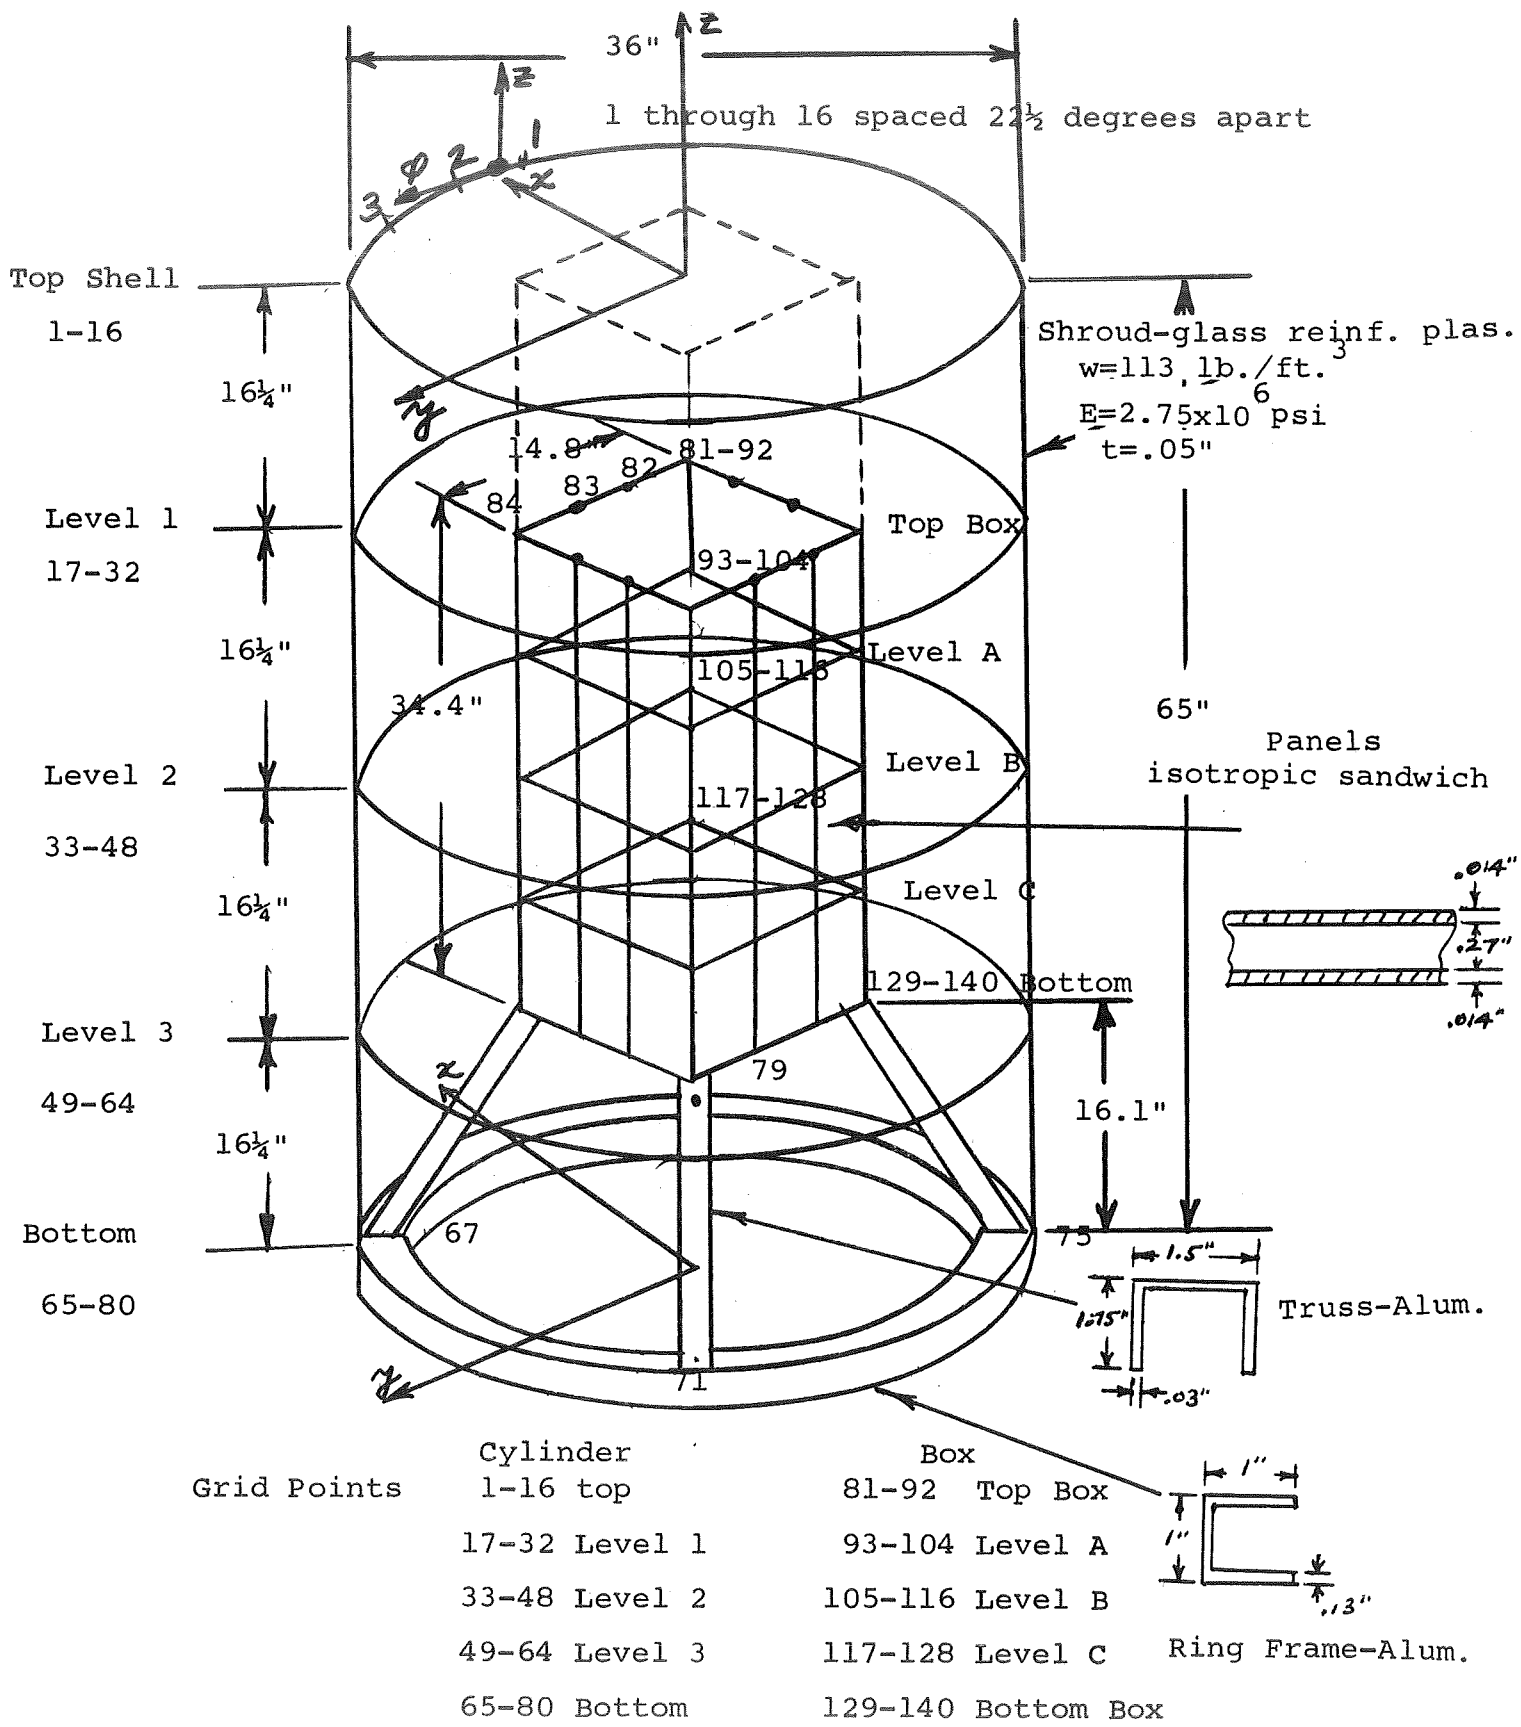 z
36"
z
1 through 16 spaced 22½ degrees apart
1
φ 2
x
3
Top Shell
1-16
Shroud-glass reinf. plas.
w=113 lb./ft.3
E=2.75x10 6 psi
t=.05"
16¼"
y
14.8"
81-92
82
83
84
Level 1
17-32
Top Box
93-104
16¼"
Level A
105-116
34.4"
65"
Panels
isotropic sandwich
Level 2
33-48
Level B
117-128
.014"
.27"
.014"
16¼"
Level C
129-140 Bottom
Level 3
49-64
x
79
16.1"
16¼"
Bottom
65-80
67
75
1.5"
1.75"
.03"
Truss-Alum.
y
71
Cylinder
Box
Grid Points
1-16 top
81-92 Top Box
17-32 Level 1
93-104 Level A
33-48 Level 2
105-116 Level B
49-64 Level 3
117-128 Level C
65-80 Bottom
129-140 Bottom Box
1"
1"
.13"
Ring Frame-Alum.